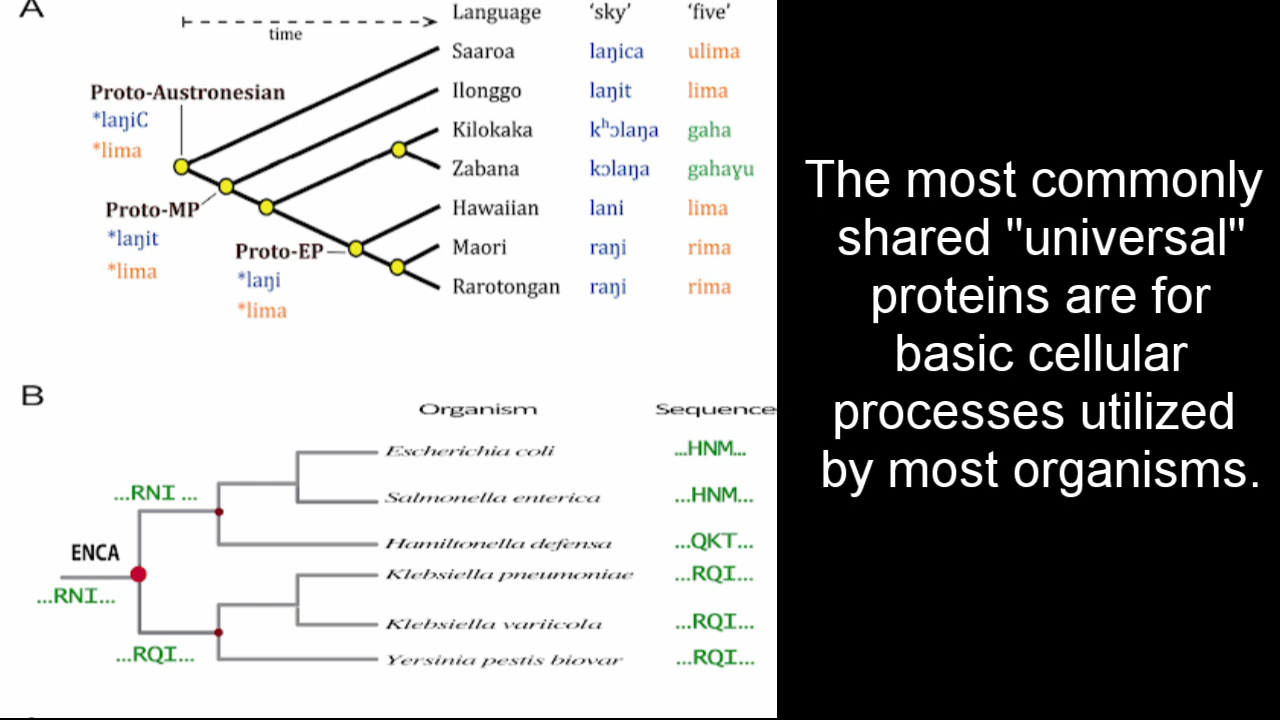 A
time
Language ‘sky’ ‘five’
Saaroa laŋica ulima
Ilonggo laŋit lima
Kilokaka kʰɔlaŋa gaha
Zabana kɔlaŋa gahaɣu
Hawaiian lani lima
Maori raŋi rima
Rarotongan raŋi rima
Proto-Austronesian
*laŋiC
*lima
Proto-MP
*laŋit
*lima
Proto-EP
*laŋi
*lima
B
Organism Sequence
Escherichia coli ...HNM...
Salmonella enterica ...HNM...
Hamiltonella defensa ...QKT...
Klebsiella pneumoniae ...RQI...
Klebsiella variicola ...RQI...
Yersinia pestis biovar ...RQI...
...RNI ...
ENCA
...RNI...
...RQI...
The most commonly
shared "universal"
proteins are for
basic cellular
processes utilized
by most organisms.